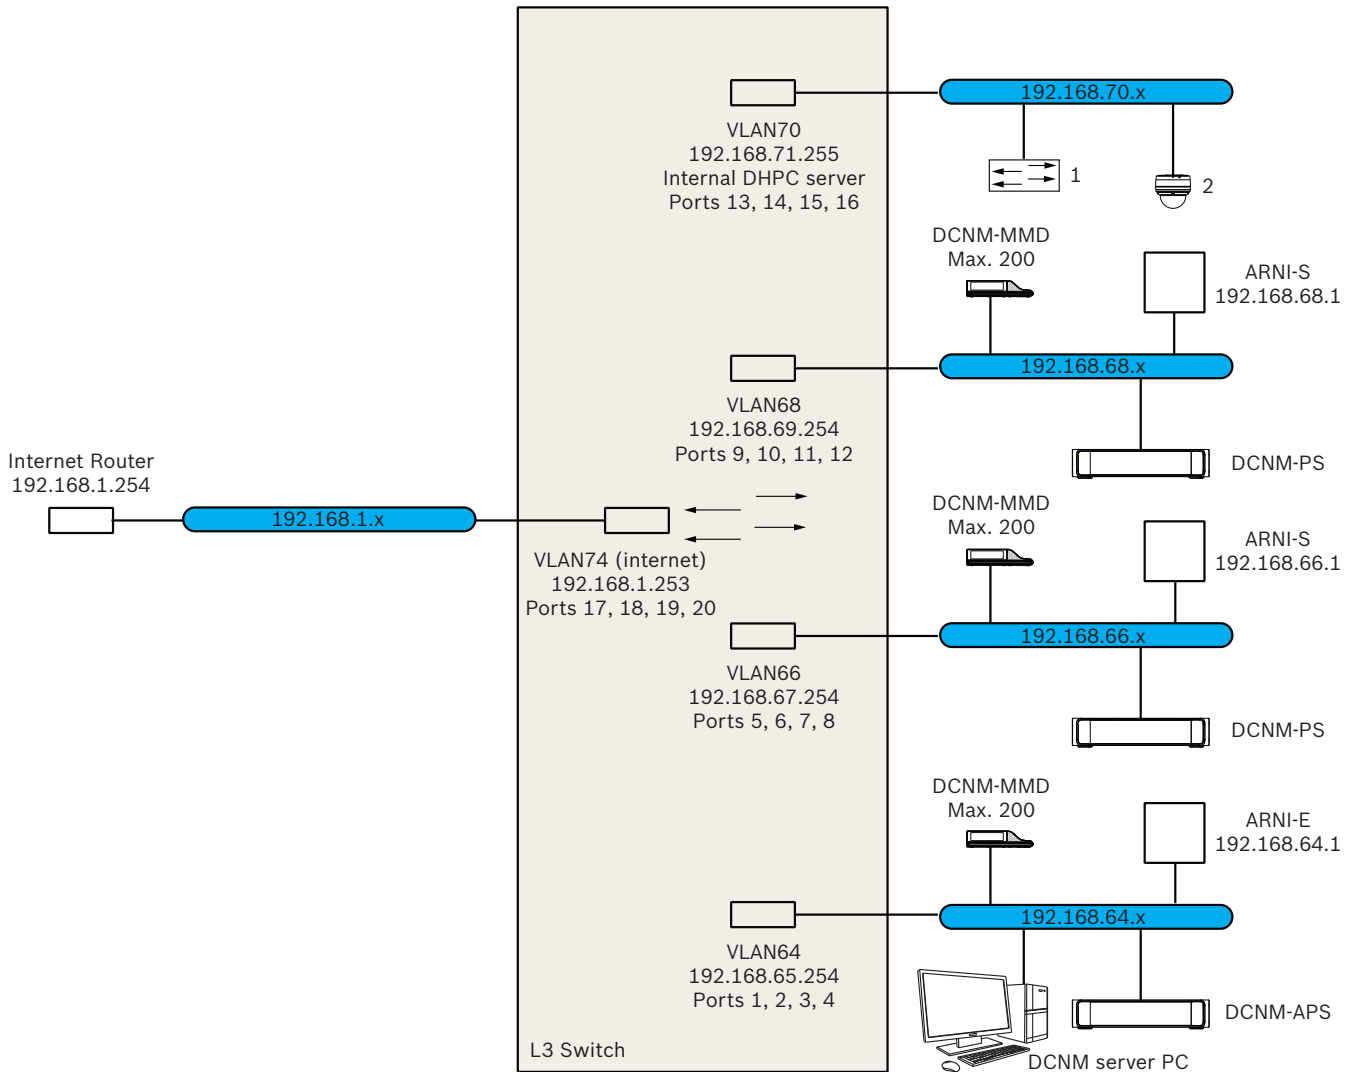 192.168.70.x
VLAN70
192.168.71.255
Internal DHPC server
Ports 13, 14, 15, 16
1
2
DCNM-MMD
Max. 200
ARNI-S
192.168.68.1
192.168.68.x
VLAN68
192.168.69.254
Ports 9, 10, 11, 12
DCNM-PS
Internet Router
192.168.1.254
192.168.1.x
VLAN74 (internet)
192.168.1.253
Ports 17, 18, 19, 20
DCNM-MMD
Max. 200
ARNI-S
192.168.66.1
192.168.66.x
VLAN66
192.168.67.254
Ports 5, 6, 7, 8
DCNM-PS
DCNM-MMD
Max. 200
ARNI-E
192.168.64.1
192.168.64.x
VLAN64
192.168.65.254
Ports 1, 2, 3, 4
DCNM-APS
DCNM server PC
L3 Switch